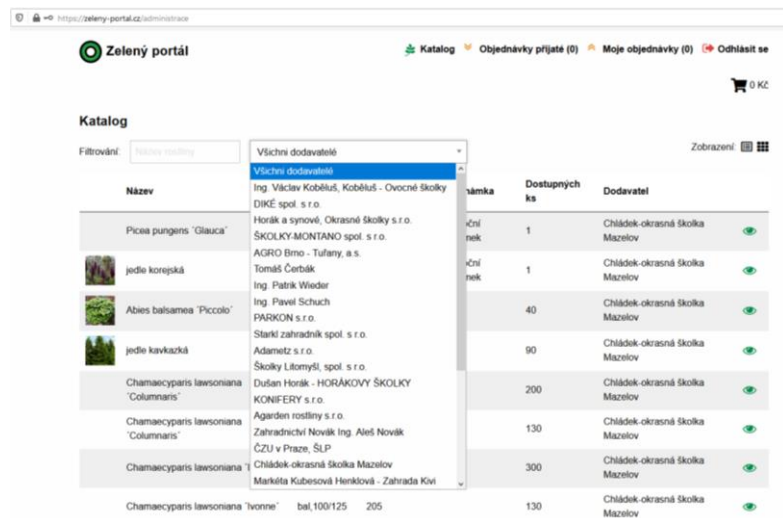 https://zeleny-portal.cz/administrace
Zelený portál
Katalog Objednávky přijaté (0) Moje objednávky (0) Odhlásit se
0 Kč
Katalog
Filtrování: Název rostliny Všichni dodavatelé Zobrazení:
Všichni dodavatelé
Ing. Václav Koběluš, Koběluš - Ovocné školky
DIKÉ spol. s r.o.
Horák a synové, Okrasné školky s.r.o.
ŠKOLKY-MONTANO spol. s r.o.
AGRO Brno - Tuřany, a.s.
Tomáš Čerbák
Ing. Patrik Wieder
Ing. Pavel Schuch
PARKON s.r.o.
Starkl zahradník spol. s r.o.
Adametz s.r.o.
Školky Litomyšl, spol. s r.o.
Dušan Horák - HORÁKOVY ŠKOLKY
KONIFERY s.r.o.
Agarden rostliny s.r.o.
Zahradnictví Novák Ing. Aleš Novák
ČZU v Praze, ŠLP
Chládek-okrasná školka Mazelov
Markéta Kubesová Henklová - Zahrada Kivi
Název námka Dostupných
ks Dodavatel
Picea pungens ´Glauca´ oční
nek 1 Chládek-okrasná školka
Mazelov
jedle korejská oční
nek 1 Chládek-okrasná školka
Mazelov
Abies balsamea ´Piccolo´ 40 Chládek-okrasná školka
Mazelov
jedle kavkazká 90 Chládek-okrasná školka
Mazelov
Chamaecyparis lawsoniana
´Columnaris´ 200 Chládek-okrasná školka
Mazelov
Chamaecyparis lawsoniana
´Columnaris´ 130 Chládek-okrasná školka
Mazelov
Chamaecyparis lawsoniana 300 Chládek-okrasná školka
Mazelov
Chamaecyparis lawsoniana ´Ivonne´ bal,100/125 205 130 Chládek-okrasná školka
Mazelov